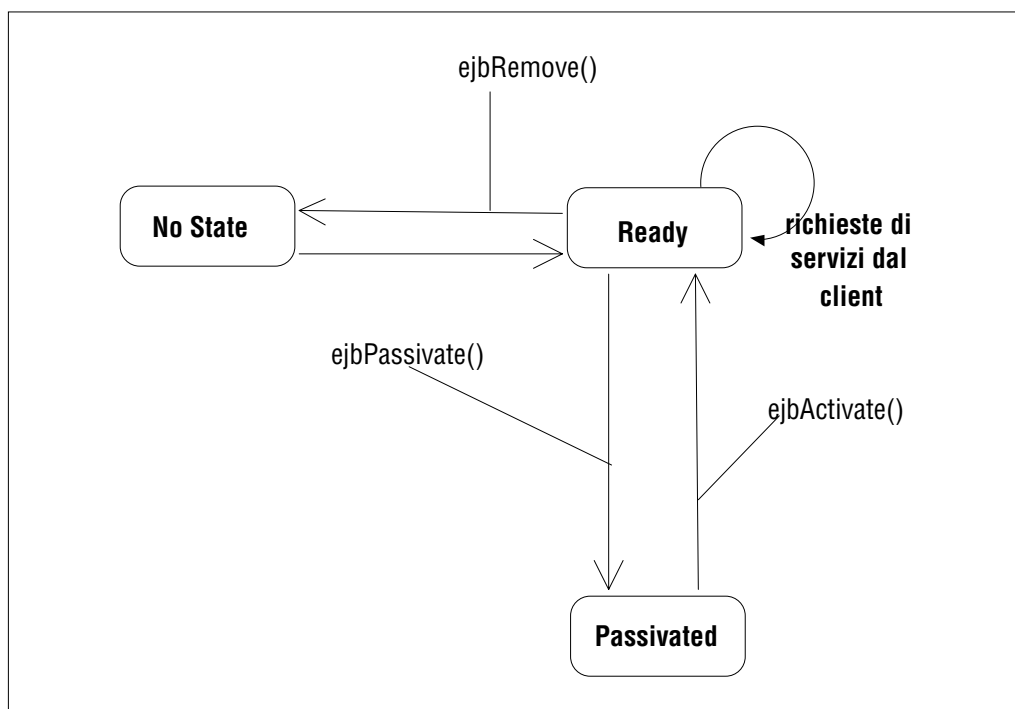 ejbRemove()
No State
Ready
richieste di
servizi dal
client
ejbPassivate()
ejbActivate()
Passivated